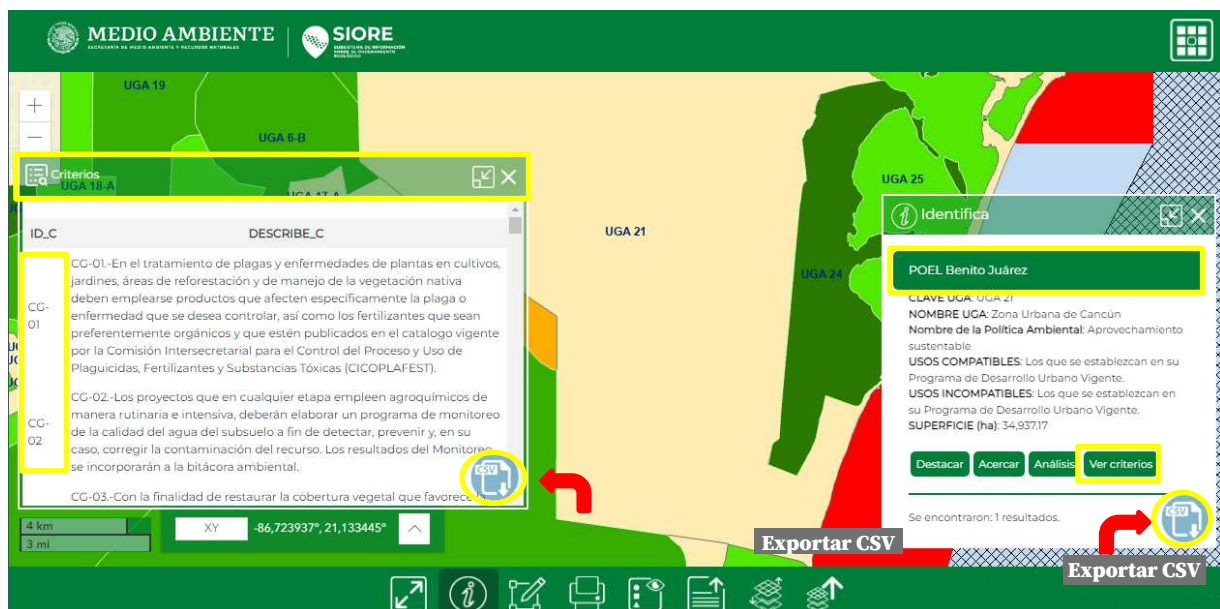 MEDIO AMBIENTE
SECRETARÍA DE MEDIO AMBIENTE Y RECURSOS NATURALES
SIORE
SUBSISTEMA DE INFORMACIÓN
SOBRE EL ORDENAMIENTO
ECOLÓGICO
UGA 19
UGA 6-B
Criterios
UGA 18-A
UGA 17-A
ID_C DESCRIBE_C
CG-01
CG-01.-En el tratamiento de plagas y enfermedades de plantas en cultivos,
jardines, áreas de reforestación y de manejo de la vegetación nativa
deben emplearse productos que afecten específicamente la plaga o
enfermedad que se desea controlar, así como los fertilizantes que sean
preferentemente orgánicos y que estén publicados en el catalogo vigente
por la Comisión Intersecretarial para el Control del Proceso y Uso de
Plaguicidas, Fertilizantes y Substancias Tóxicas (CICOPLAFEST).
CG-02
CG-02.-Los proyectos que en cualquier etapa empleen agroquímicos de
manera rutinaria e intensiva, deberán elaborar un programa de monitoreo
de la calidad del agua del subsuelo a fin de detectar, prevenir y, en su
caso, corregir la contaminación del recurso. Los resultados del Monitoreo
se incorporarán a la bitácora ambiental.
CG-03.-Con la finalidad de restaurar la cobertura vegetal que favorece la
CSV
4 km
3 mi
XY -86,723937°, 21,133445°
UGA 21
UGA 25
UGA 24
Identifica
POEL Benito Juárez
CLAVE UGA: UGA 21
NOMBRE UGA: Zona Urbana de Cancún
Nombre de la Política Ambiental: Aprovechamiento
sustentable
USOS COMPATIBLES: Los que se establezcan en su
Programa de Desarrollo Urbano Vigente.
USOS INCOMPATIBLES: Los que se establezcan en
su Programa de Desarrollo Urbano Vigente.
SUPERFICIE (ha): 34,937.17
Destacar Acercar Análisis Ver criterios
Se encontraron: 1 resultados.
CSV
Exportar CSV
Exportar CSV